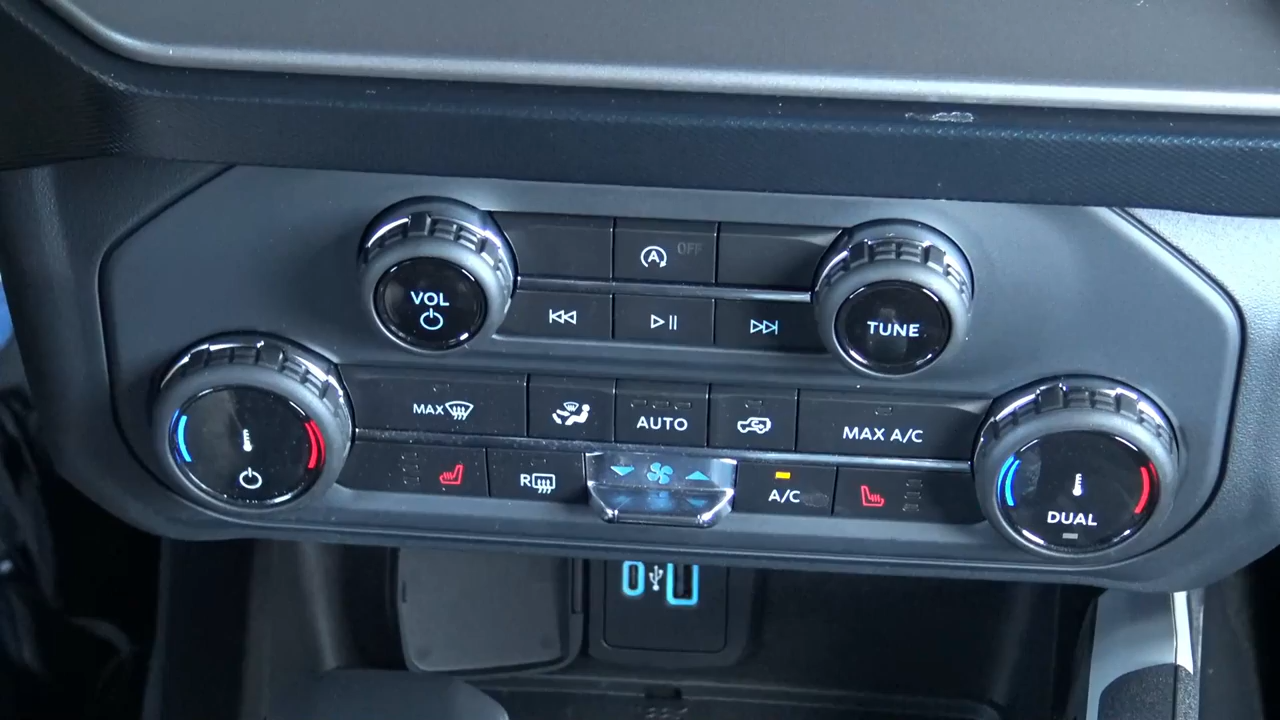 VOL
A OFF
TUNE
MAX
AUTO
MAX A/C
R
A/C
DUAL